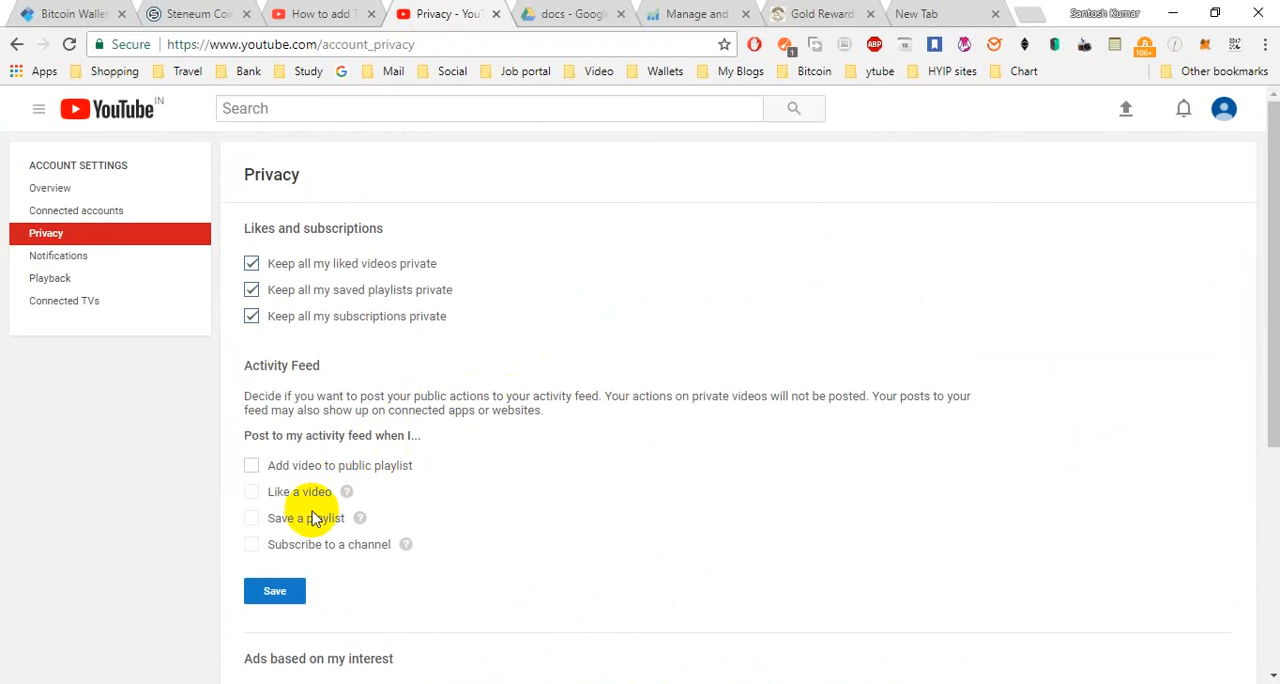 Bitcoin Walle
Steneum Coin
How to add T
Privacy - You
docs - Google
Manage and
Gold Reward
New Tab
Santosh Kumar
Secure
https://www.youtube.com/account_privacy
ABP
1
106+
Apps
Shopping
Travel
Bank
Study
Mail
Social
Job portal
Video
Wallets
My Blogs
Bitcoin
ytube
HYIP sites
Chart
Other bookmarks
YouTube IN
Search
ACCOUNT SETTINGS
Overview
Connected accounts
Privacy
Notifications
Playback
Connected TVs
Privacy
Likes and subscriptions
Keep all my liked videos private
Keep all my saved playlists private
Keep all my subscriptions private
Activity Feed
Decide if you want to post your public actions to your activity feed. Your actions on private videos will not be posted. Your posts to your
feed may also show up on connected apps or websites.
Post to my activity feed when I...
Add video to public playlist
Like a video ?
Save a playlist ?
Subscribe to a channel ?
Save
Ads based on my interest